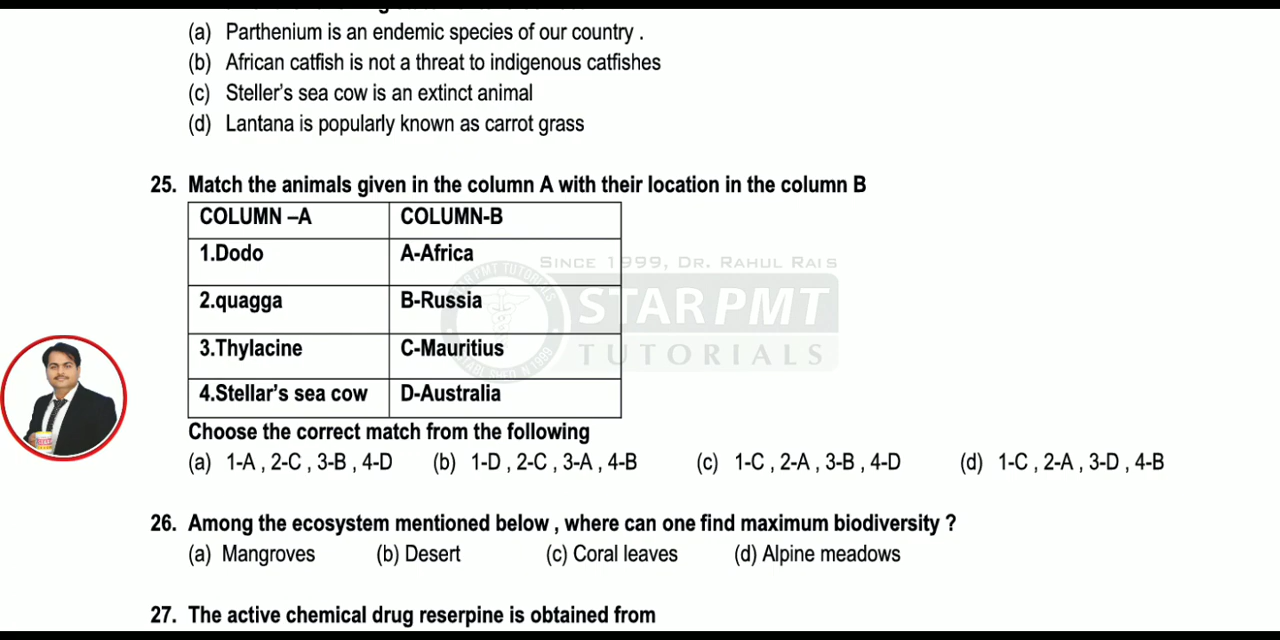 (a) Parthenium is an endemic species of our country .
(b) African catfish is not a threat to indigenous catfishes
(c) Steller's sea cow is an extinct animal
(d) Lantana is popularly known as carrot grass
25. Match the animals given in the column A with their location in the column B
COLUMN –A COLUMN-B
1.Dodo A-Africa
2.quagga B-Russia
3.Thylacine C-Mauritius
4.Stellar's sea cow D-Australia
SINCE 1999, DR. RAHUL RAIS
STAR PMT
TUTORIALS
Choose the correct match from the following
(a) 1-A , 2-C , 3-B , 4-D (b) 1-D , 2-C , 3-A , 4-B (c) 1-C , 2-A , 3-B , 4-D (d) 1-C , 2-A , 3-D , 4-B
26. Among the ecosystem mentioned below , where can one find maximum biodiversity ?
(a) Mangroves (b) Desert (c) Coral leaves (d) Alpine meadows
27. The active chemical drug reserpine is obtained from